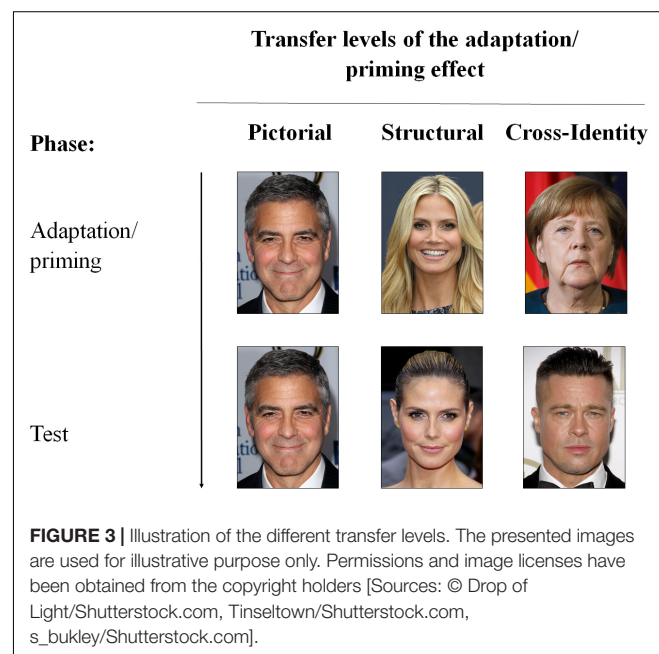 Transfer levels of the adaptation/
priming effect
Phase:
Pictorial
Structural
Cross-Identity
Adaptation/
priming
Test
FIGURE 3 | Illustration of the different transfer levels. The presented images
are used for illustrative purpose only. Permissions and image licenses have
been obtained from the copyright holders [Sources: © Drop of
Light/Shutterstock.com, Tinseltown/Shutterstock.com,
s_bukley/Shutterstock.com].